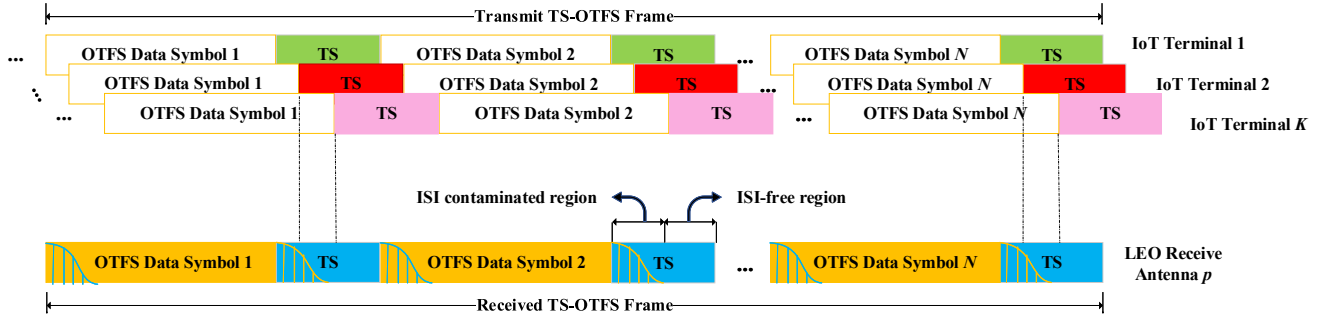 Transmit TS-OTFS Frame
... OTFS Data Symbol 1 TS OTFS Data Symbol 2 TS ... OTFS Data Symbol N TS IoT Terminal 1
... OTFS Data Symbol 1 TS OTFS Data Symbol 2 TS ... OTFS Data Symbol N TS IoT Terminal 2
... OTFS Data Symbol 1 TS OTFS Data Symbol 2 TS ... OTFS Data Symbol N TS IoT Terminal K
ISI contaminated region ISI-free region
OTFS Data Symbol 1 TS OTFS Data Symbol 2 TS ... OTFS Data Symbol N TS LEO Receive
Antenna p
Received TS-OTFS Frame